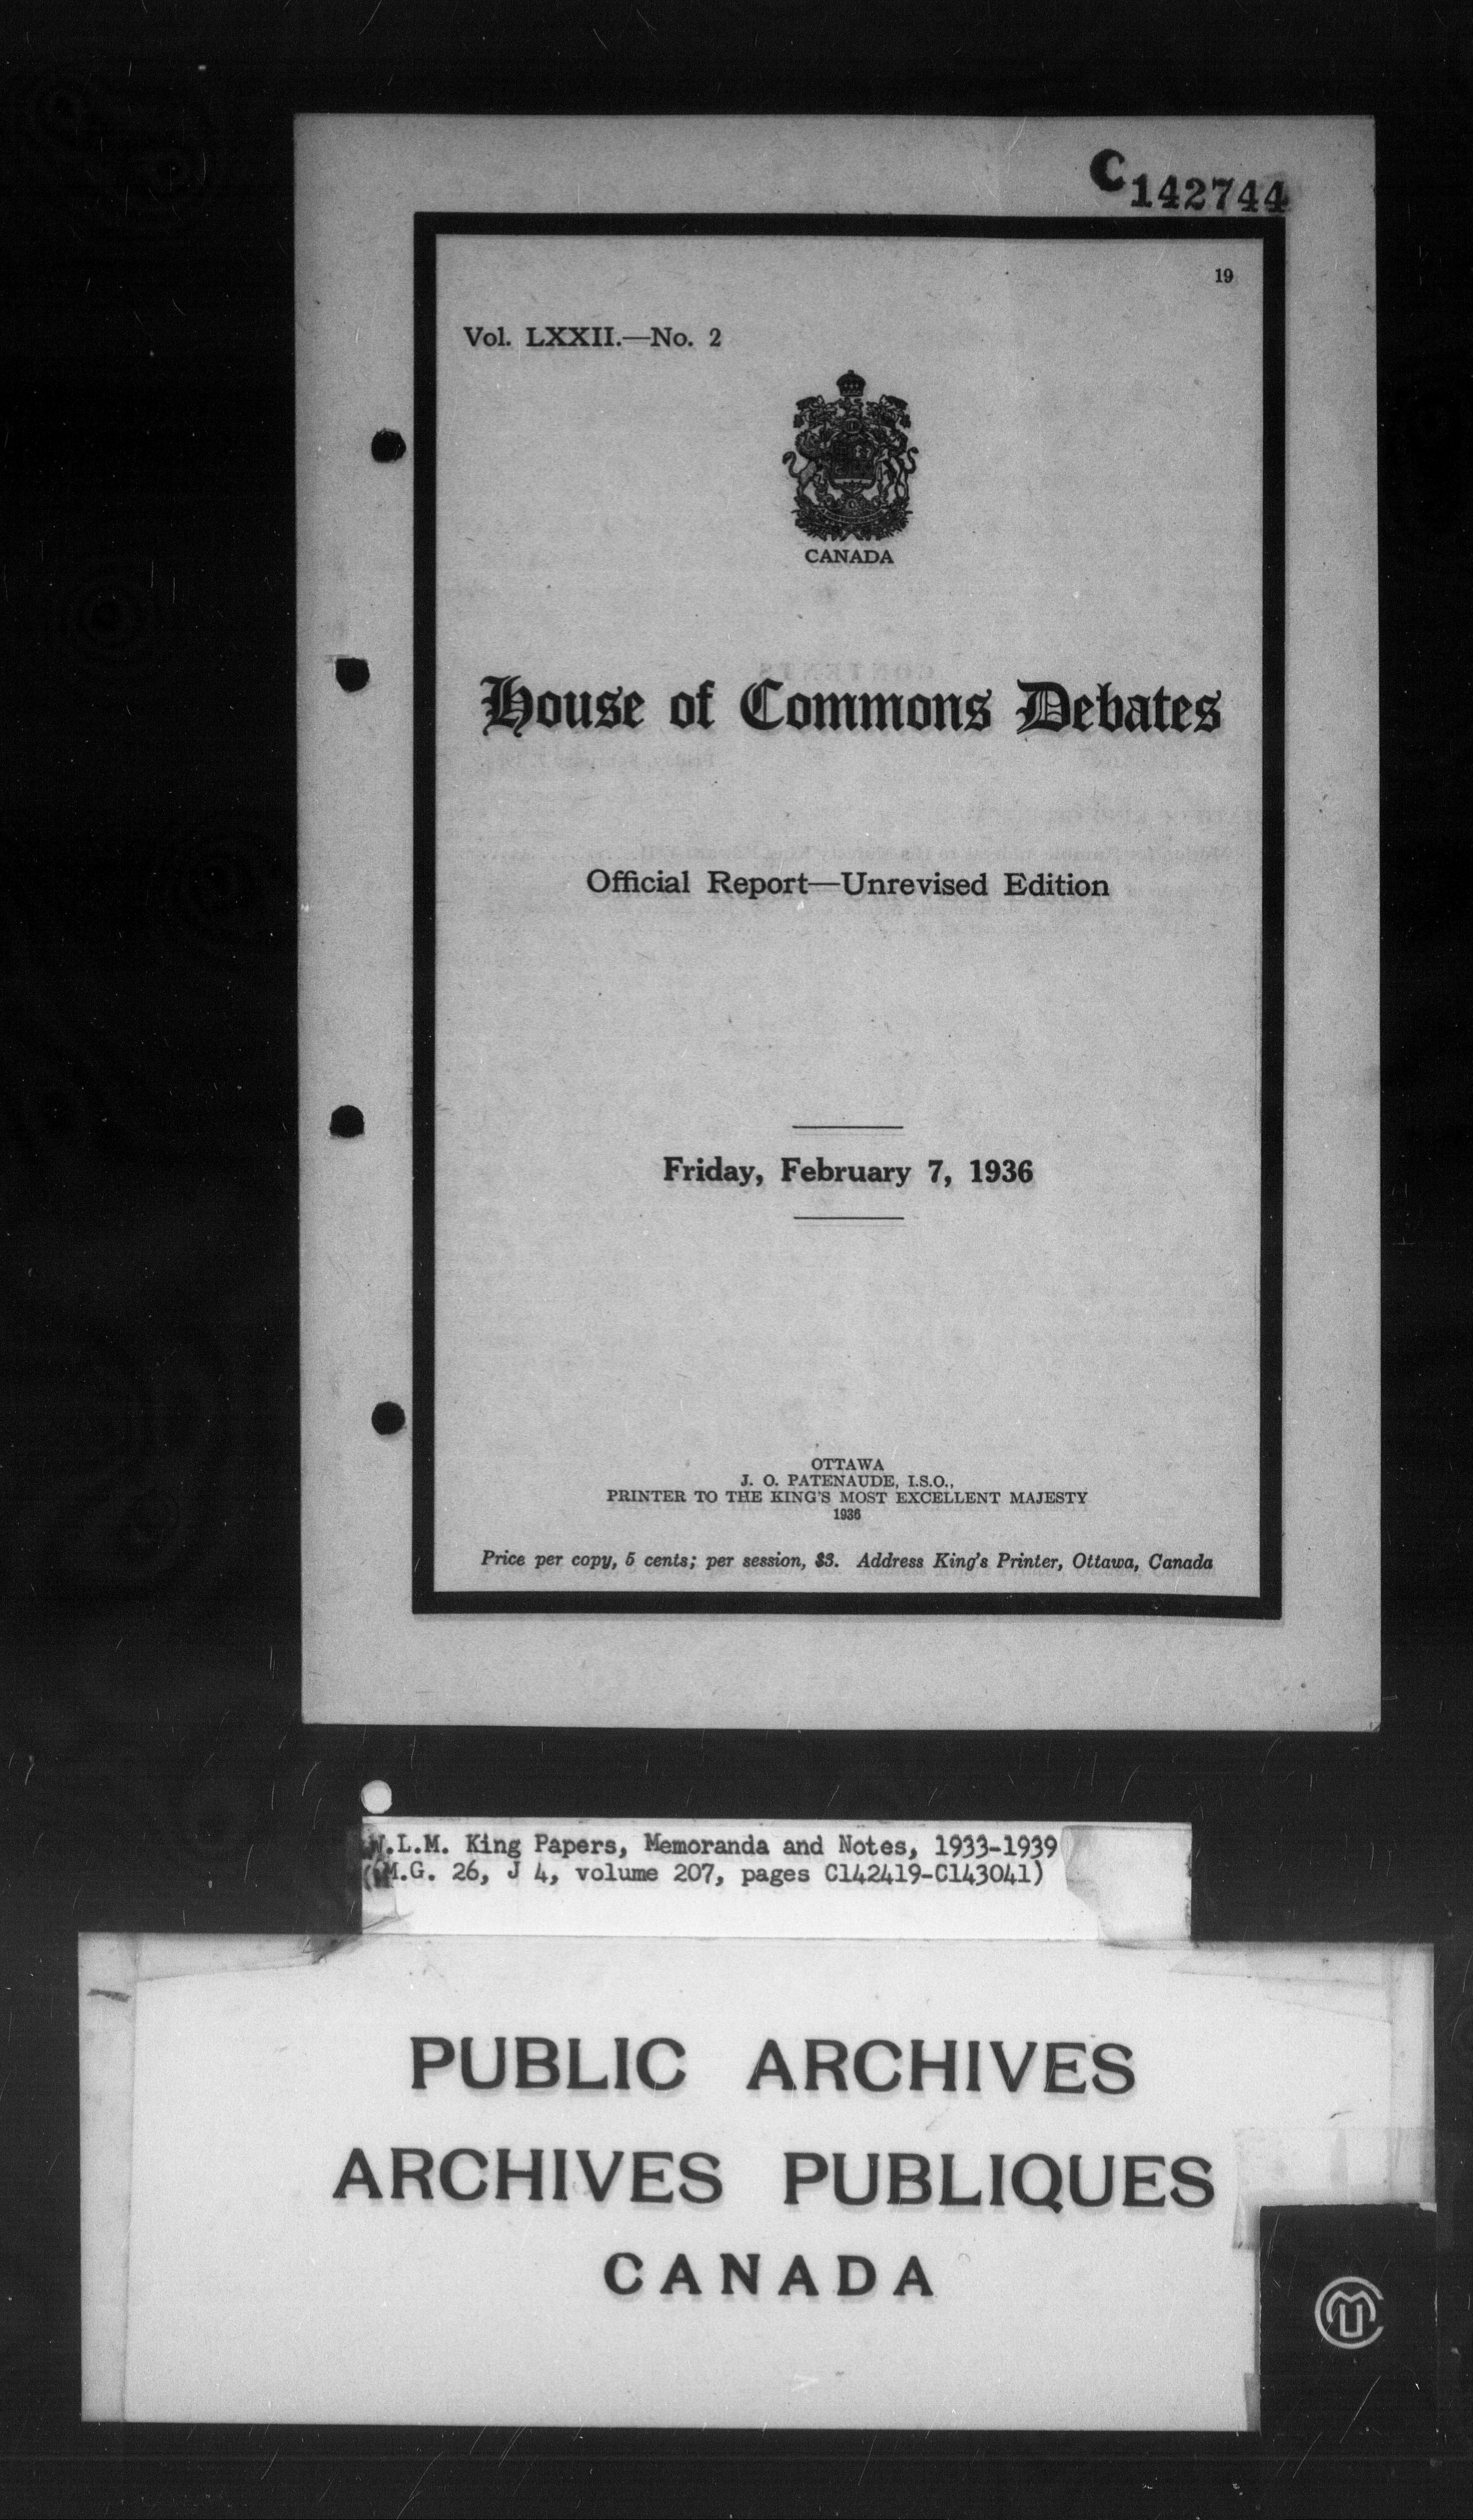 C142744
19
Vol. LXXII.—No. 2
CANADA
House of Commons Debates
Official Report—Unrevised Edition
Friday, February 7, 1936
OTTAWA
J. O. PATENAUDE, I.S.O.,
PRINTER TO THE KING'S MOST EXCELLENT MAJESTY
1936
Price per copy, 5 cents; per session, $3. Address King's Printer, Ottawa, Canada
W.L.M. King Papers, Memoranda and Notes, 1933-1939
(M.G. 26, J 4, volume 207, pages C142419-C143041)
PUBLIC ARCHIVES
ARCHIVES PUBLIQUES
CANADA